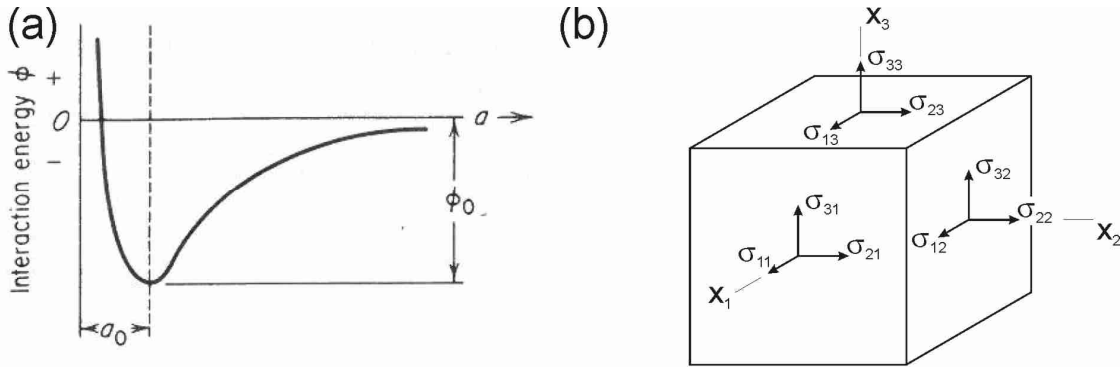 (a)
Interaction energy ϕ
+
0
−
a
ϕ₀
a₀
(b)
x₃
σ₃₃
σ₂₃
σ₁₃
σ₃₂
σ₂₂
σ₁₂
x₂
σ₃₁
σ₂₁
σ₁₁
x₁